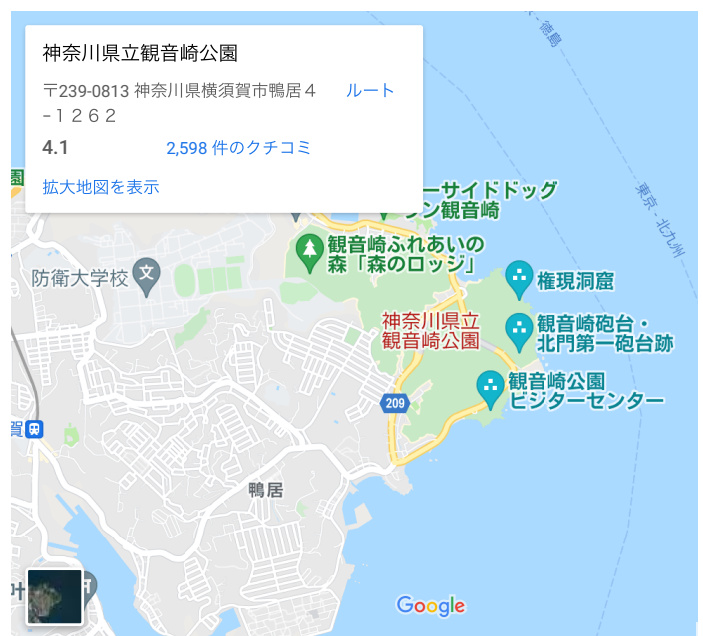 神奈川県立観音崎公園
〒239-0813 神奈川県横須賀市鴨居４
−１２６２
ルート
4.1
2,598 件のクチコミ
拡大地図を表示
徳島
東京 - 北九州
園
ーサイドドッグ
ラン観音崎
観音崎ふれあいの
森「森のロッジ」
防衛大学校
文
権現洞窟
神奈川県立
観音崎公園
観音崎砲台・
北門第一砲台跡
観音崎公園
ビジターセンター
209
賀
鴨居
叶
Google